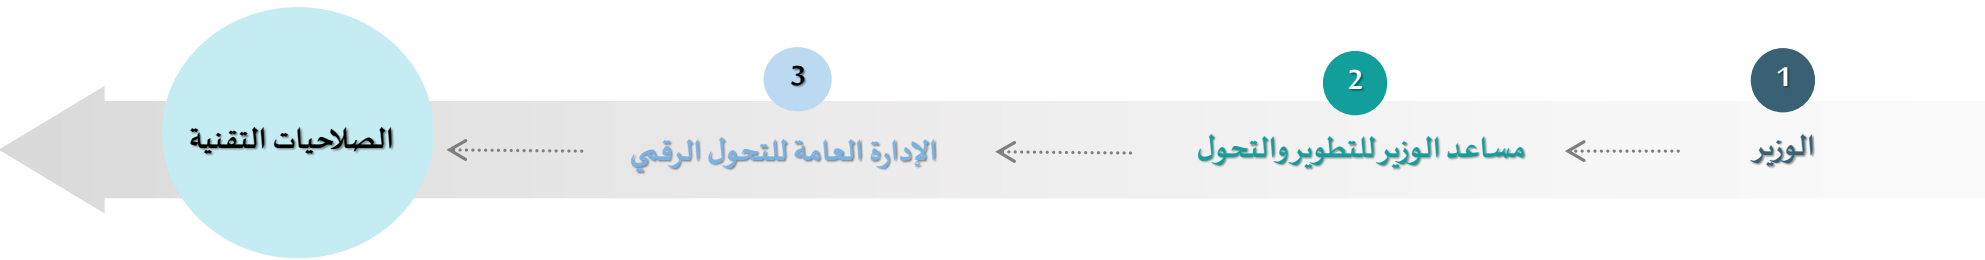 1
الوزير
2
مساعد الوزير للتطوير والتحول
3
الإدارة العامة للتحول الرقمي
الصلاحيات التقنية